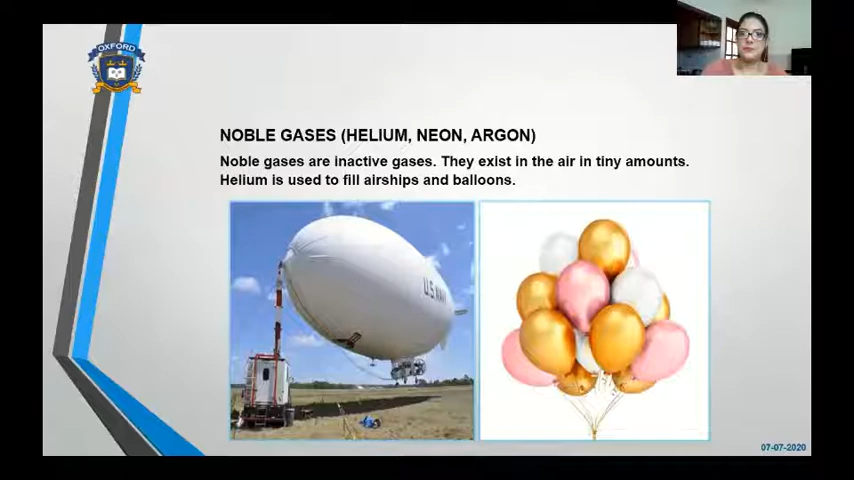 OXFORD
NOBLE GASES (HELIUM, NEON, ARGON)
Noble gases are inactive gases. They exist in the air in tiny amounts.
Helium is used to fill airships and balloons.
U.S. NAVY
07-07-2020